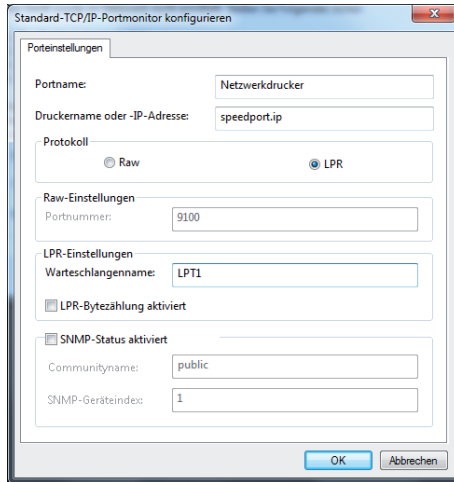 Standard-TCP/IP-Portmonitor konfigurieren
Porteinstellungen
Portname: Netzwerkdrucker
Druckername oder -IP-Adresse: speedport.ip
Protokoll
Raw LPR
Raw-Einstellungen
Portnummer: 9100
LPR-Einstellungen
Warteschlangenname: LPT1
LPR-Bytezählung aktiviert
SNMP-Status aktiviert
Communityname: public
SNMP-Geräteindex: 1
OK Abbrechen